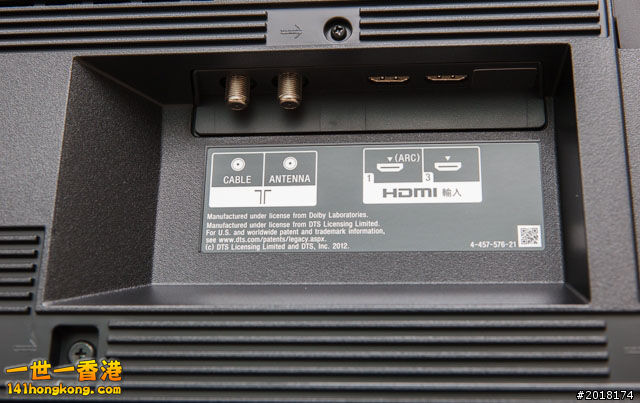 CABLE
ANTENNA
1
(ARC)
3
HDMI 輸入
Manufactured under license from Dolby Laboratories.
Manufactured under license from DTS Licensing Limited.
For U.S. and worldwide patent and trademark information,
see www.dts.com/patents/legacy.aspx.
(c) DTS Licensing Limited and DTS, Inc. 2012.
4-457-576-21
一世一香港
141hongkong.com
#2018174